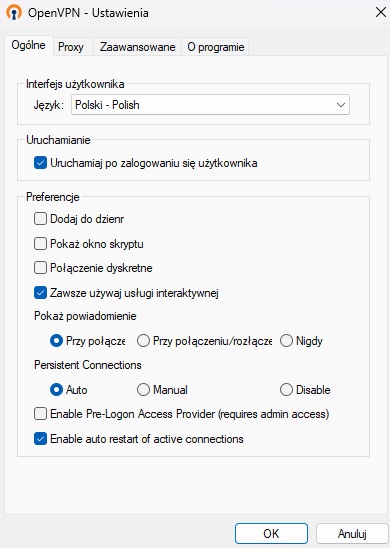 OpenVPN - Ustawienia
Ogólne Proxy Zaawansowane O programie
Interfejs użytkownika
Język: Polski - Polish
Uruchamianie
Uruchamiaj po zalogowaniu się użytkownika
Preferencje
Dodaj do dzienr
Pokaż okno skryptu
Połączenie dyskretne
Zawsze używaj usługi interaktywnej
Pokaż powiadomienie
Przy połącze Przy połączeniu/rozłącze Nigdy
Persistent Connections
Auto Manual Disable
Enable Pre-Logon Access Provider (requires admin access)
Enable auto restart of active connections
OK Anuluj